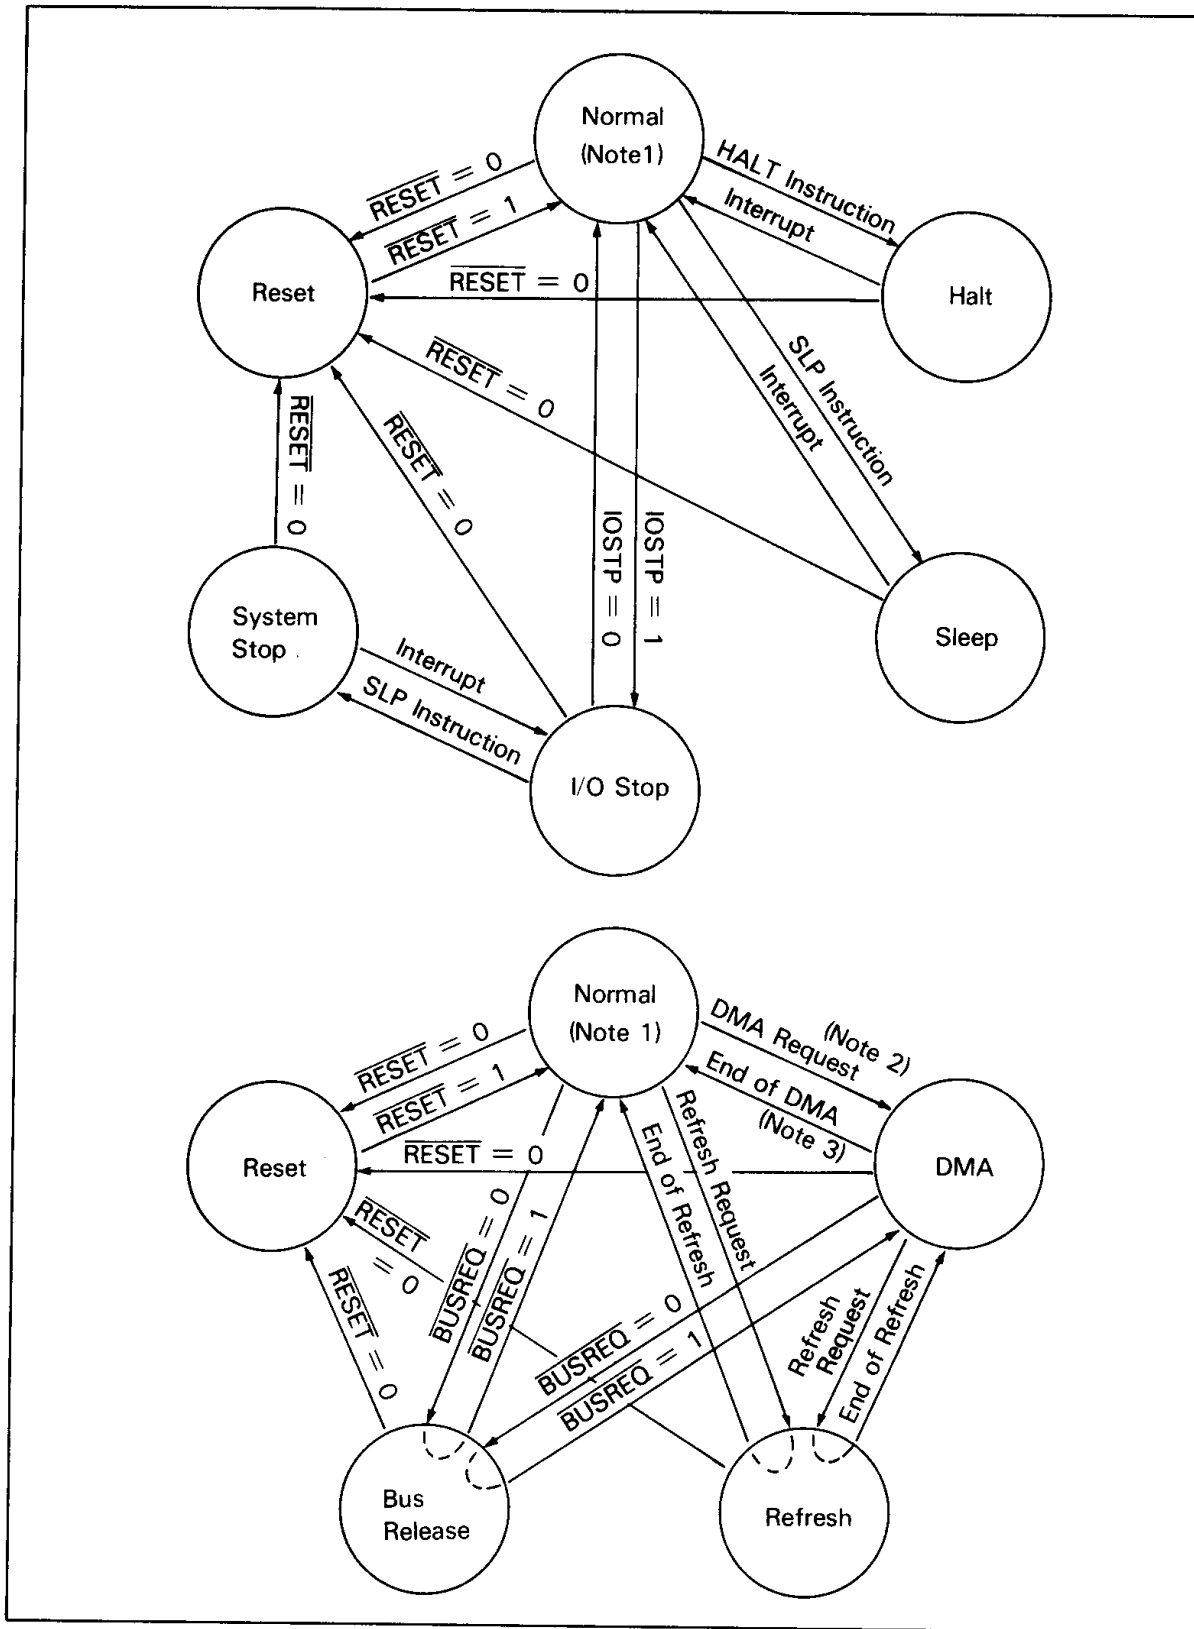 Normal
(Note1)
RESET = 0
RESET = 1
HALT Instruction
Interrupt
Reset
RESET = 0
Halt
RESET = 0
SLP Instruction
Interrupt
RESET = 0
RESET = 0
IOSTP = 0
IOSTP = 1
System
Stop
Interrupt
SLP Instruction
Sleep
I/O Stop
Normal
(Note 1)
RESET = 0
RESET = 1
DMA Request
(Note 2)
End of DMA
(Note 3)
Reset
RESET = 0
DMA
RESET
= 0
RESET = 0
BUSREQ = 0
BUSREQ = 1
End of Refresh
Refresh Request
BUSREQ = 0
BUSREQ = 1
Refresh
Request
End of Refresh
Bus
Release
Refresh